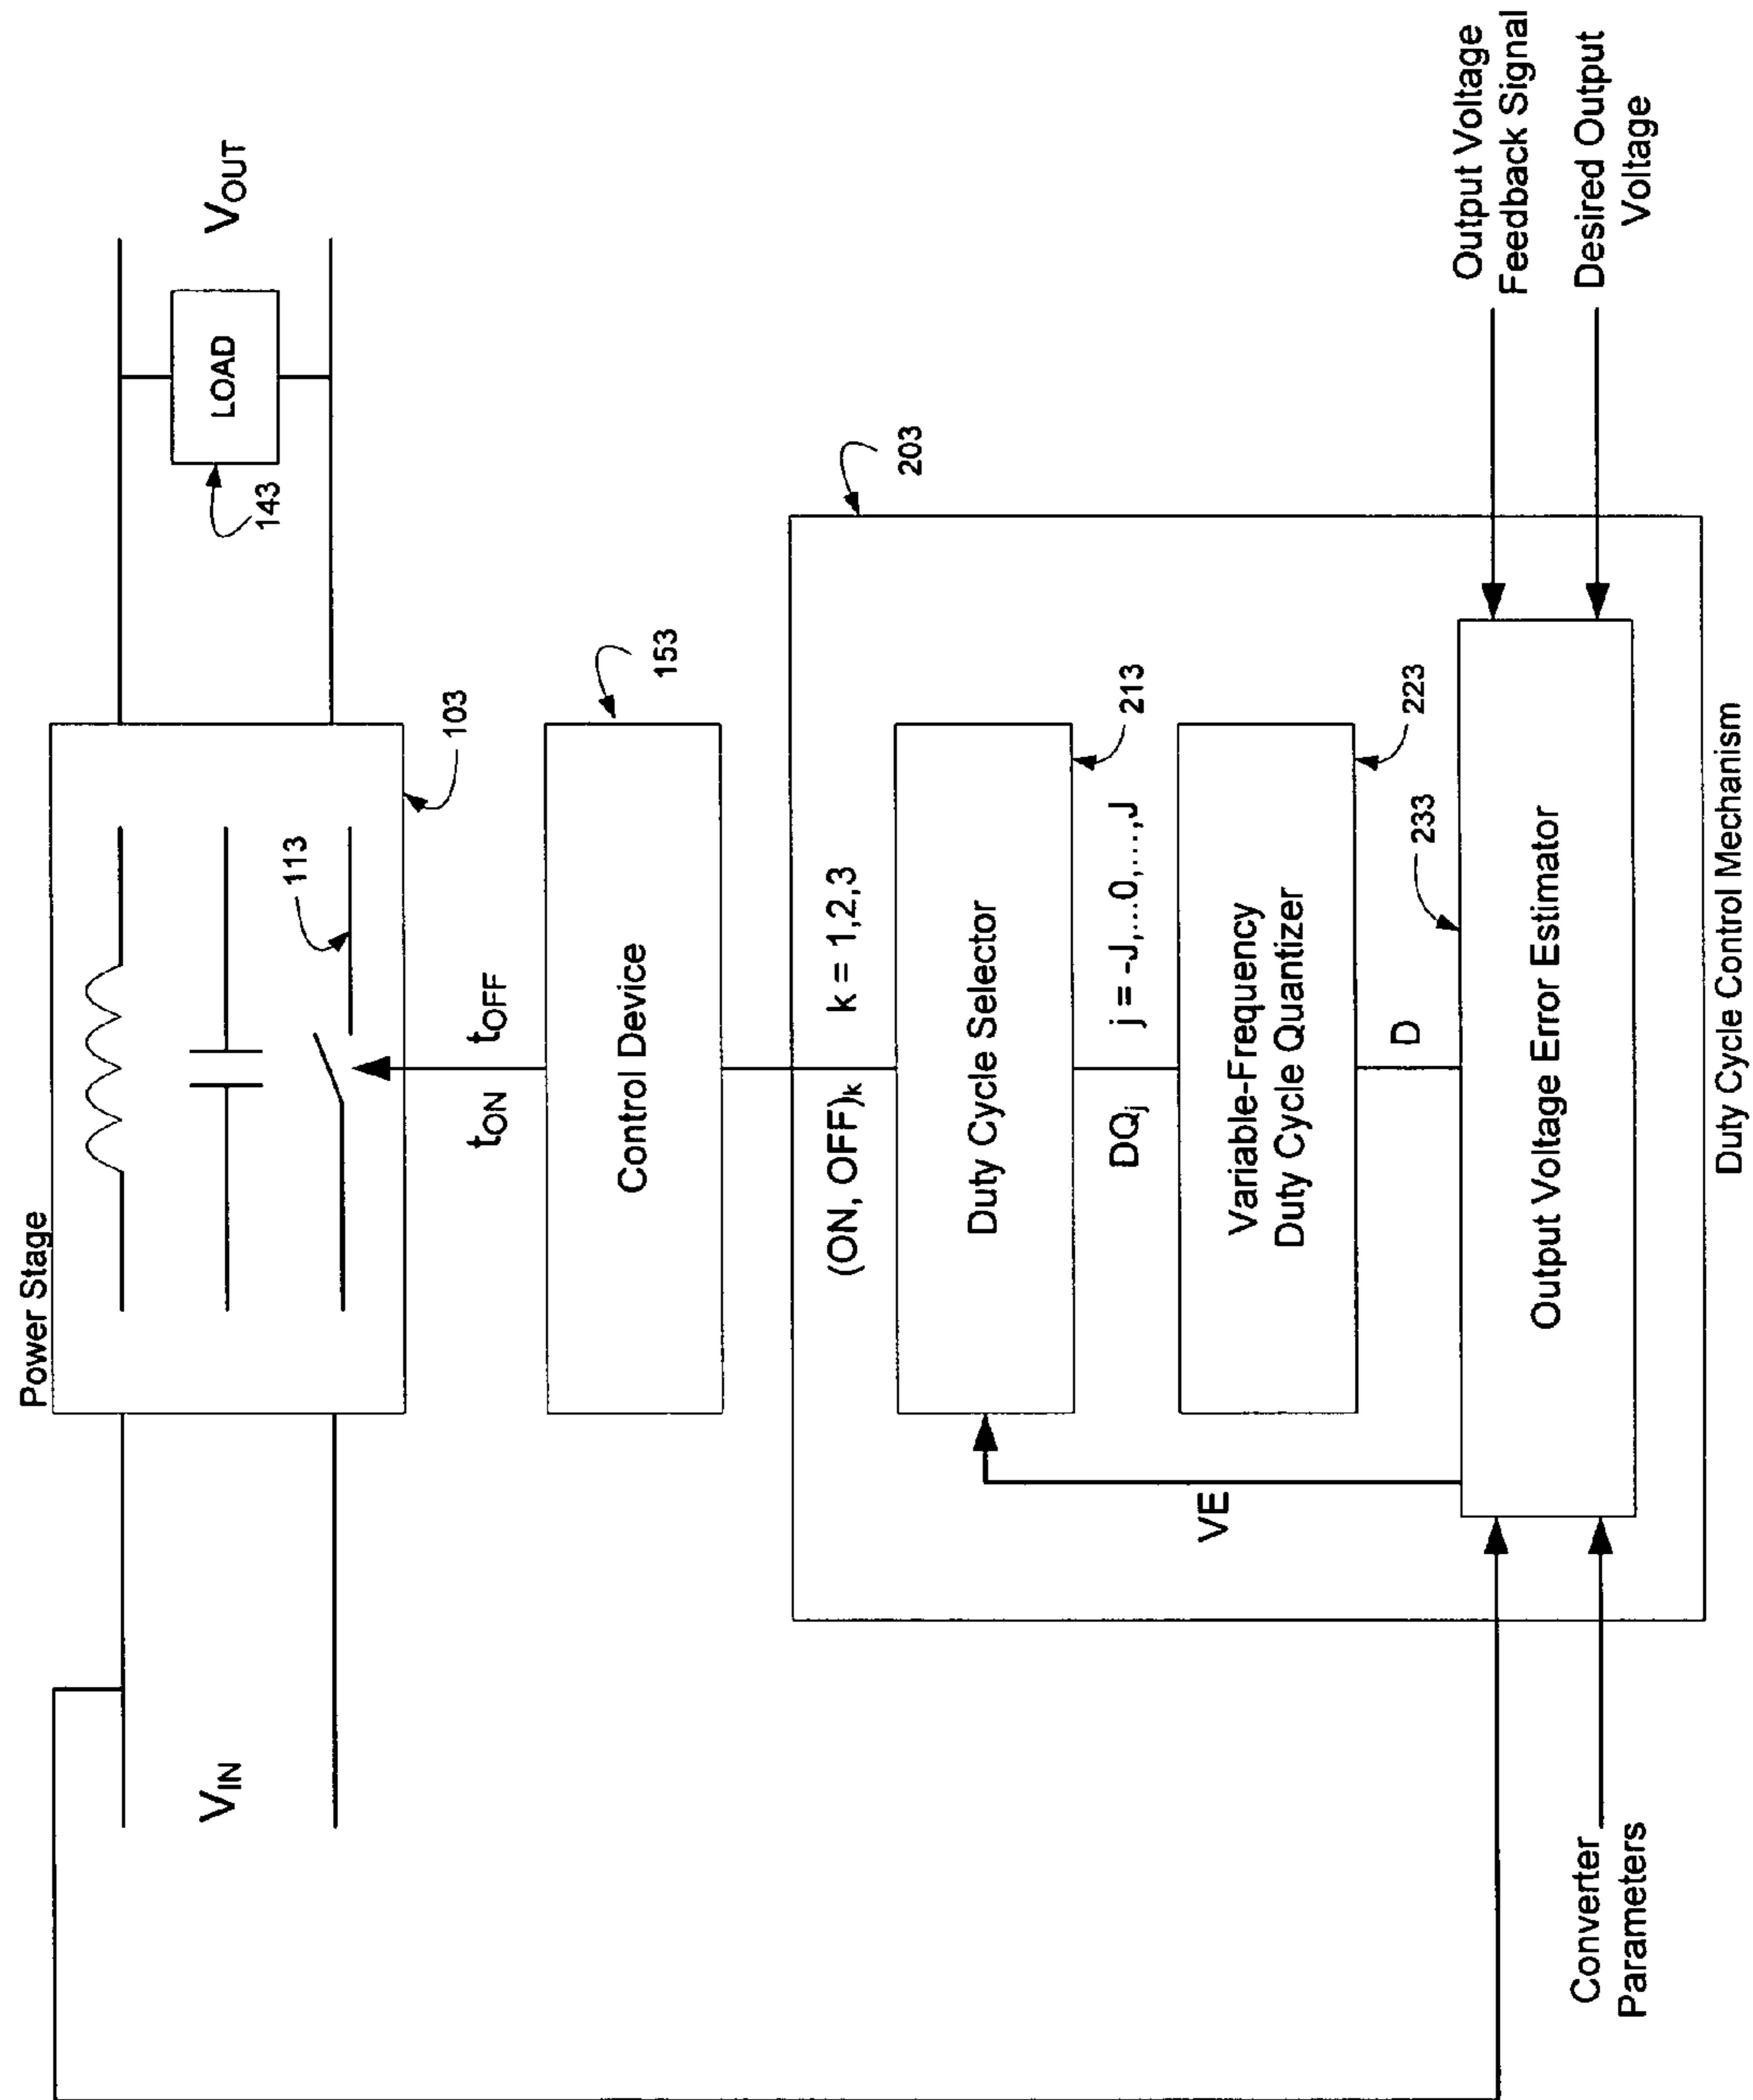 Power Stage
113
103
VIN
VOUT
LOAD
143
tON
tOFF
Control Device
153
203
(ON, OFF)k
k = 1,2,3
Duty Cycle Selector
213
DQj
j = -J,...0,...,J
Variable-Frequency
Duty Cycle Quantizer
223
VE
D
233
Output Voltage Error Estimator
Converter
Parameters
Output Voltage
Feedback Signal
Desired Output
Voltage
Duty Cycle Control Mechanism